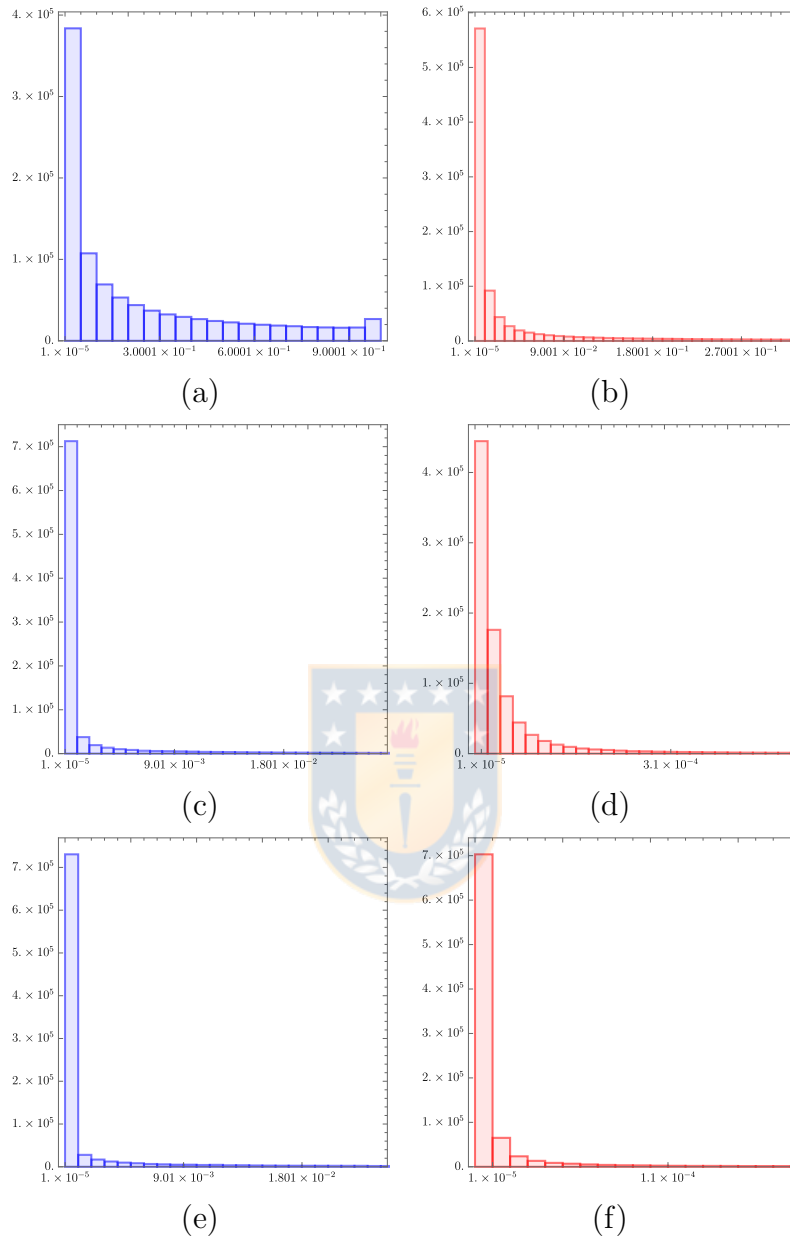 4. × 10^5
3. × 10^5
2. × 10^5
1. × 10^5
0.
1. × 10^-5 3.0001 × 10^-1 6.0001 × 10^-1 9.0001 × 10^-1
(a)
6. × 10^5
5. × 10^5
4. × 10^5
3. × 10^5
2. × 10^5
1. × 10^5
0.
1. × 10^-5 9.001 × 10^-2 1.8001 × 10^-1 2.7001 × 10^-1
(b)
7. × 10^5
6. × 10^5
5. × 10^5
4. × 10^5
3. × 10^5
2. × 10^5
1. × 10^5
0.
1. × 10^-5 9.01 × 10^-3 1.801 × 10^-2
(c)
4. × 10^5
3. × 10^5
2. × 10^5
1. × 10^5
0.
1. × 10^-5 3.1 × 10^-4
(d)
7. × 10^5
6. × 10^5
5. × 10^5
4. × 10^5
3. × 10^5
2. × 10^5
1. × 10^5
0.
1. × 10^-5 9.01 × 10^-3 1.801 × 10^-2
(e)
7. × 10^5
6. × 10^5
5. × 10^5
4. × 10^5
3. × 10^5
2. × 10^5
1. × 10^5
0.
1. × 10^-5 1.1 × 10^-4
(f)